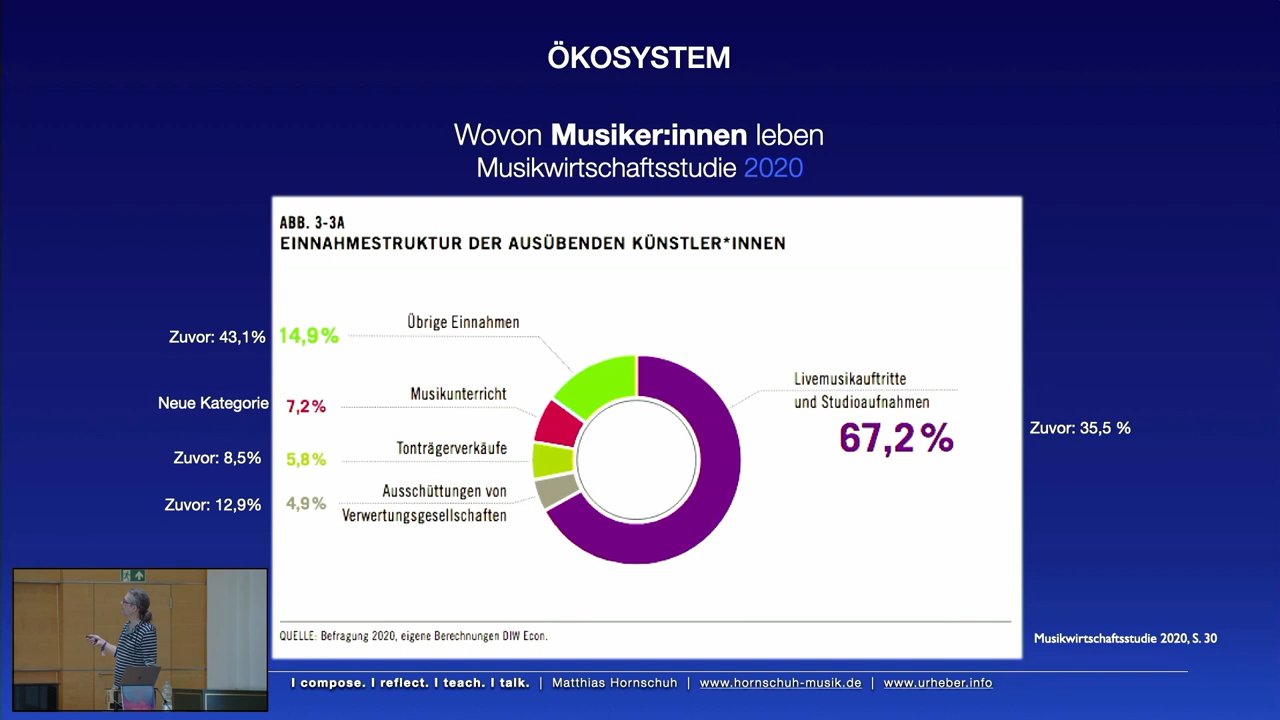 ÖKOSYSTEM
Wovon Musiker:innen leben
Musikwirtschaftsstudie 2020
ABB. 3-3A
EINNAHMESTRUKTUR DER AUSÜBENDEN KÜNSTLER*INNEN
Zuvor: 43,1% 14,9% Übrige Einnahmen
Neue Kategorie 7,2% Musikunterricht
Zuvor: 8,5% 5,8% Tonträgerverkäufe
Zuvor: 12,9% 4,9% Ausschüttungen von
Verwertungsgesellschaften
Livemusikauftritte
und Studioaufnahmen
67,2%
Zuvor: 35,5 %
QUELLE: Befragung 2020, eigene Berechnungen DIW Econ.
Musikwirtschaftsstudie 2020, S. 30
I compose. I reflect. I teach. I talk. | Matthias Hornschuh | www.hornschuh-musik.de | www.urheber.info